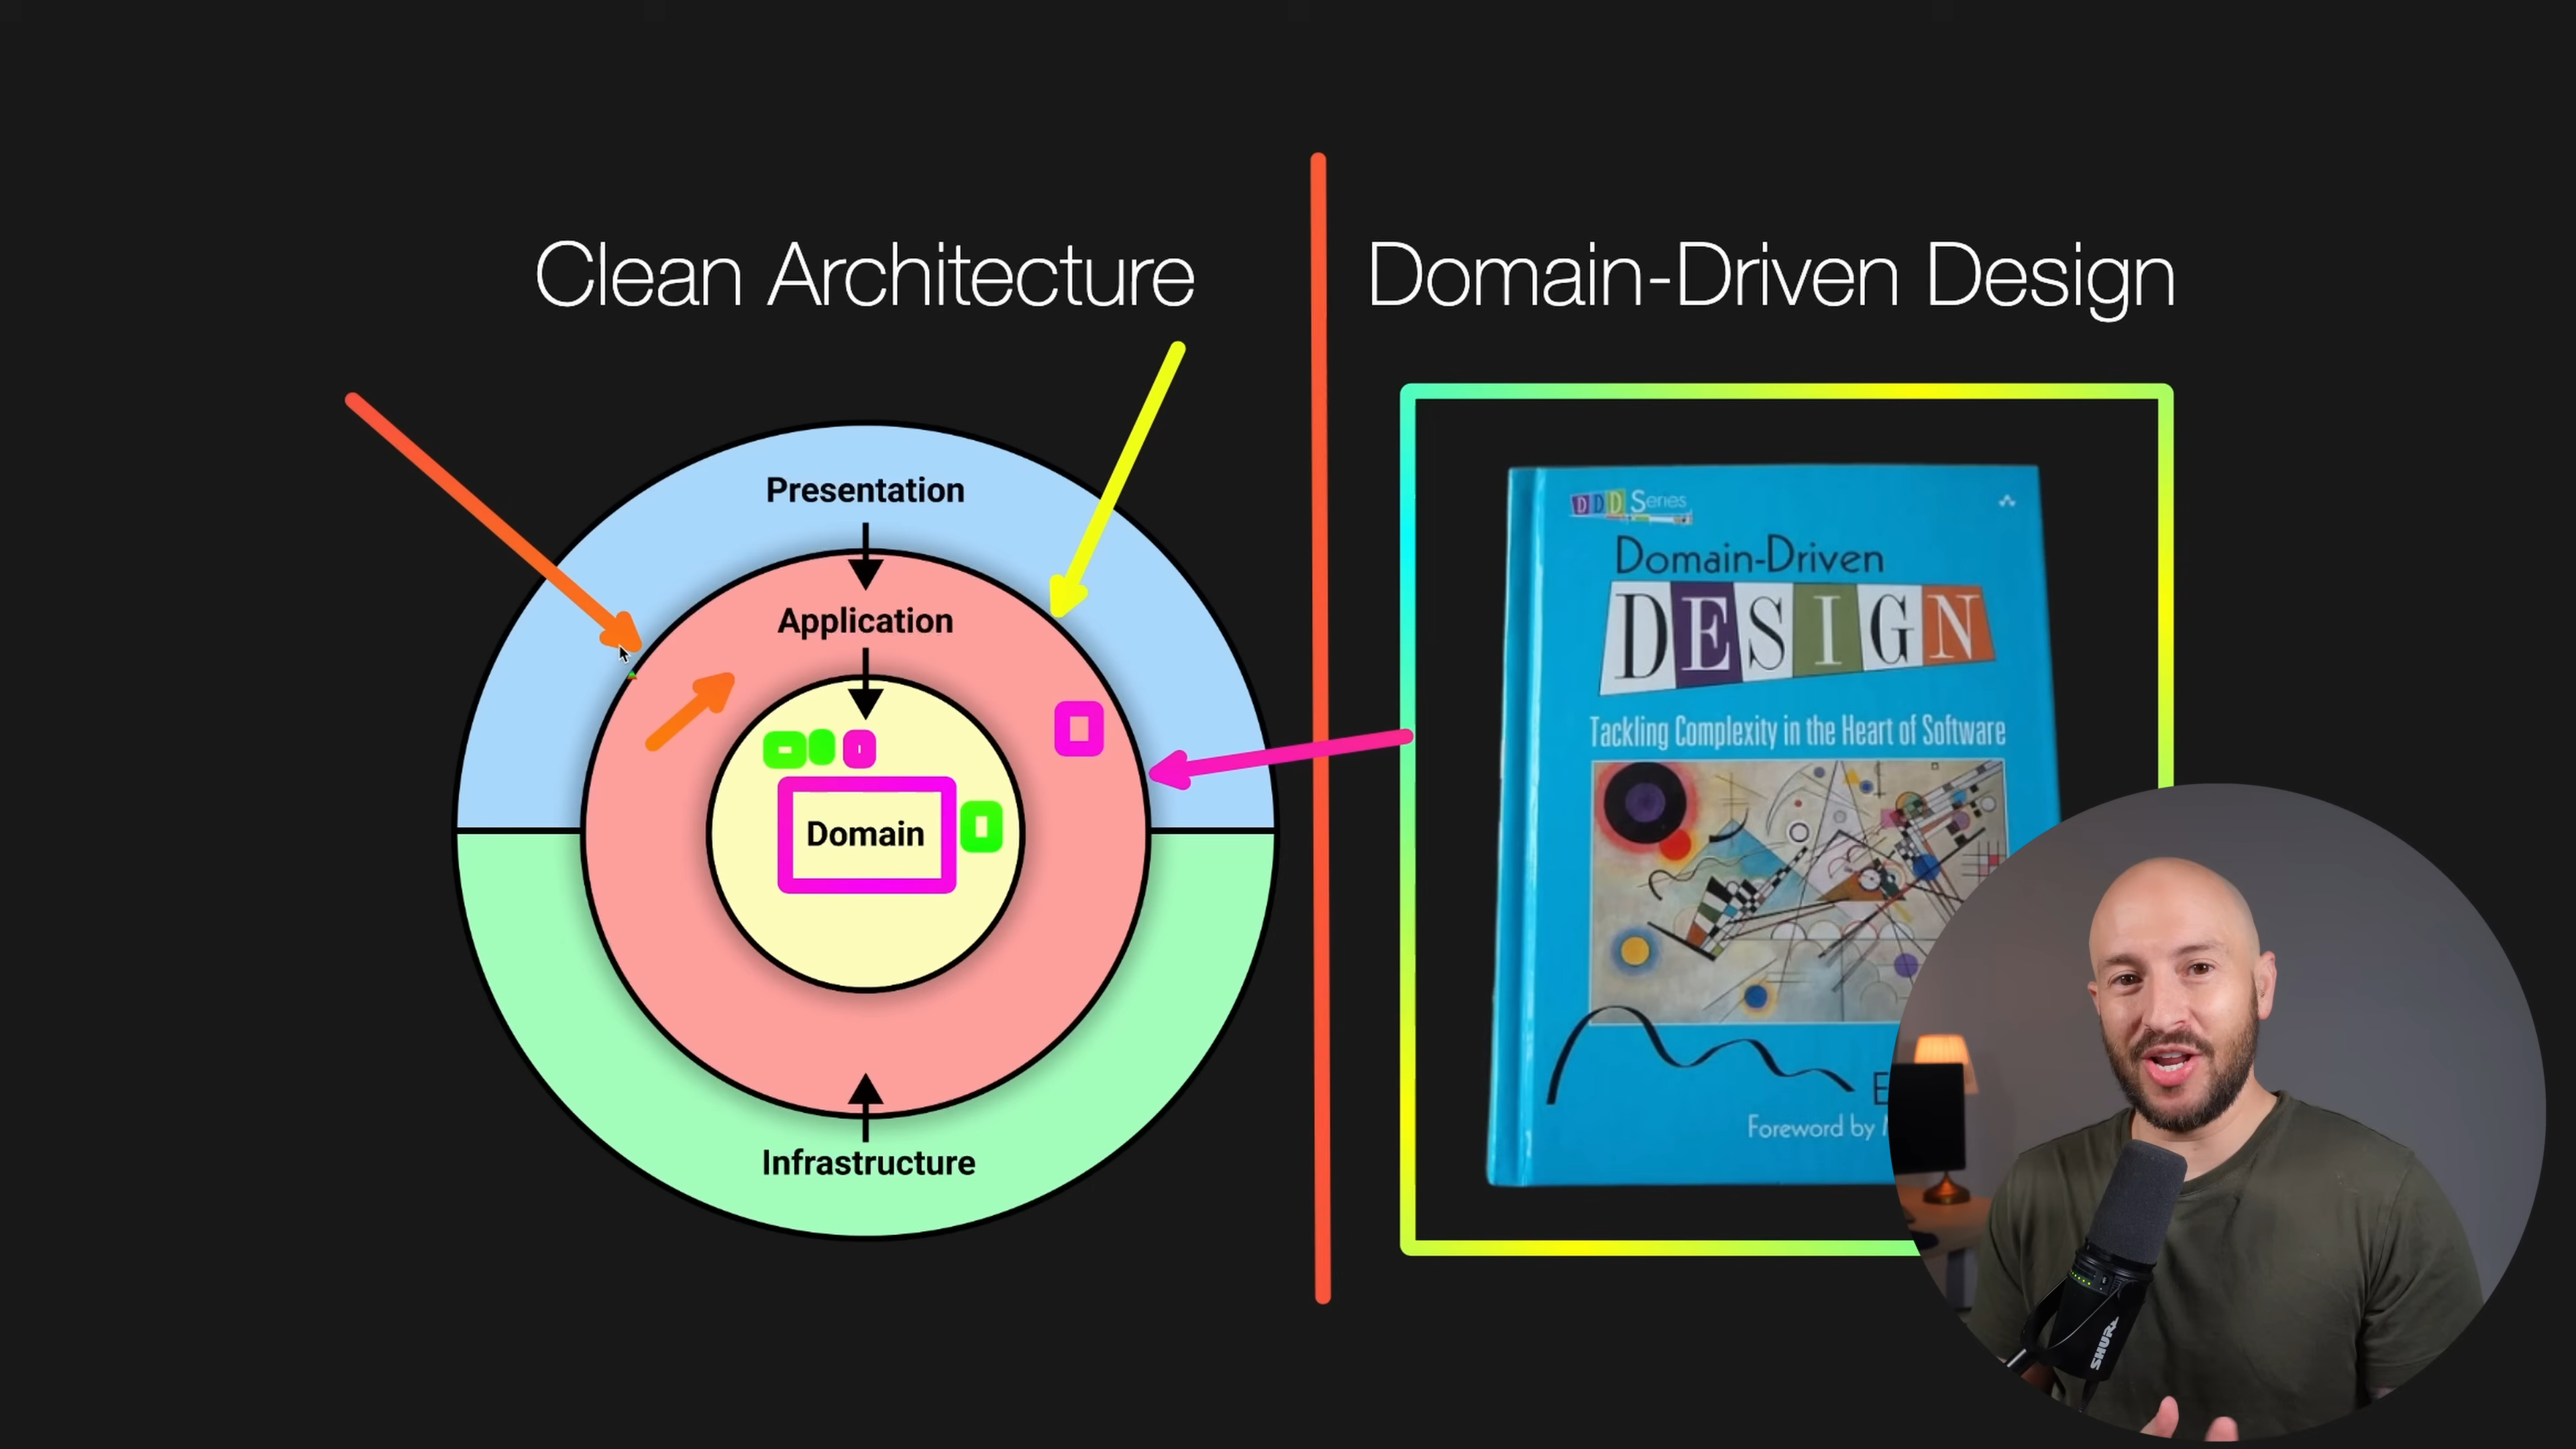 Clean Architecture
Domain-Driven Design
Presentation
Application
Domain
Infrastructure
DDD Series
Domain-Driven
DESIGN
Tackling Complexity in the Heart of Software
E
Foreword by
SHURE